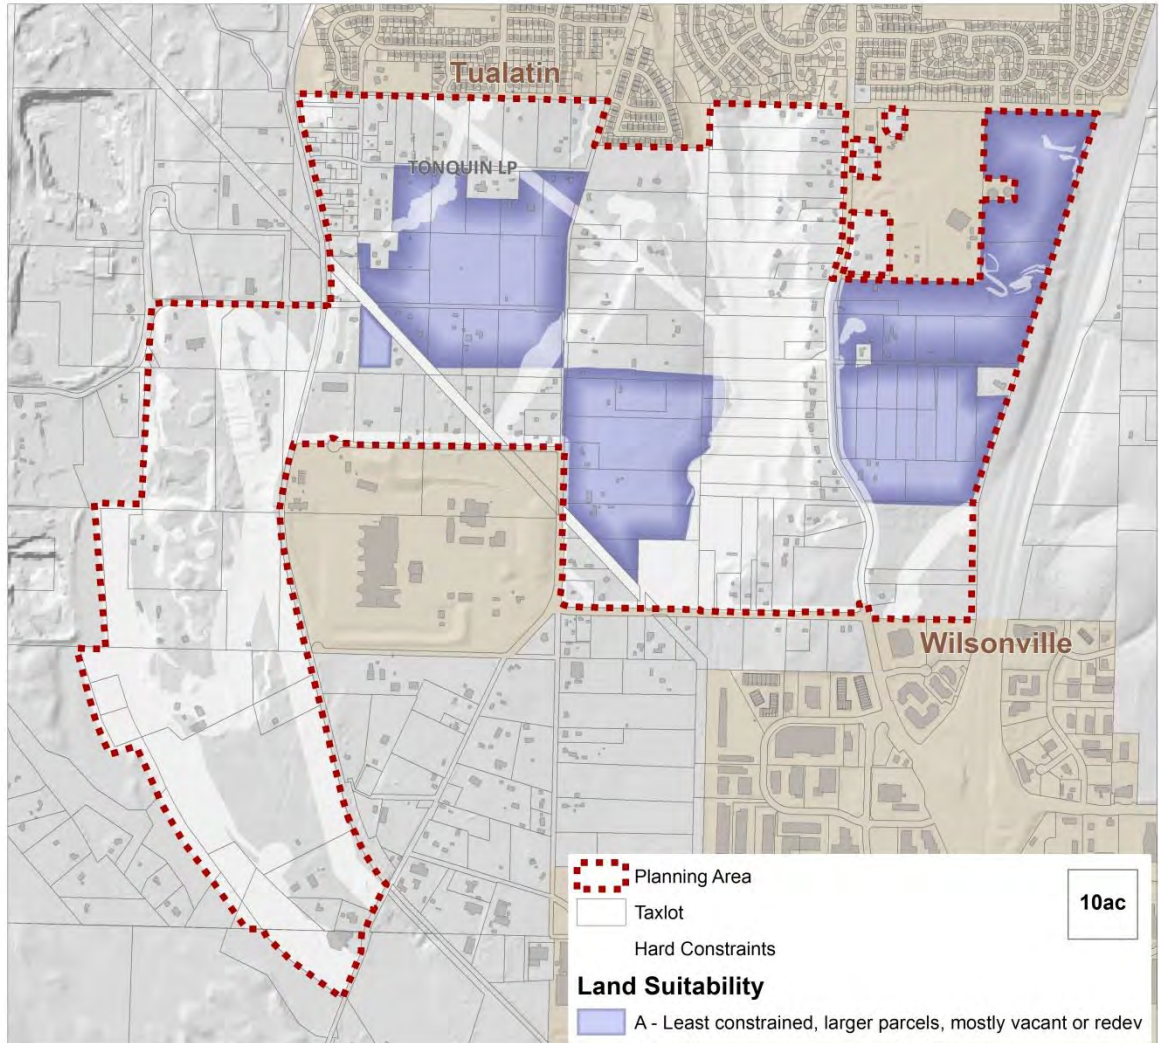 Tualatin
TONQUIN LP
Wilsonville
Planning Area
Taxlot
Hard Constraints
10ac
Land Suitability
A - Least constrained, larger parcels, mostly vacant or redev